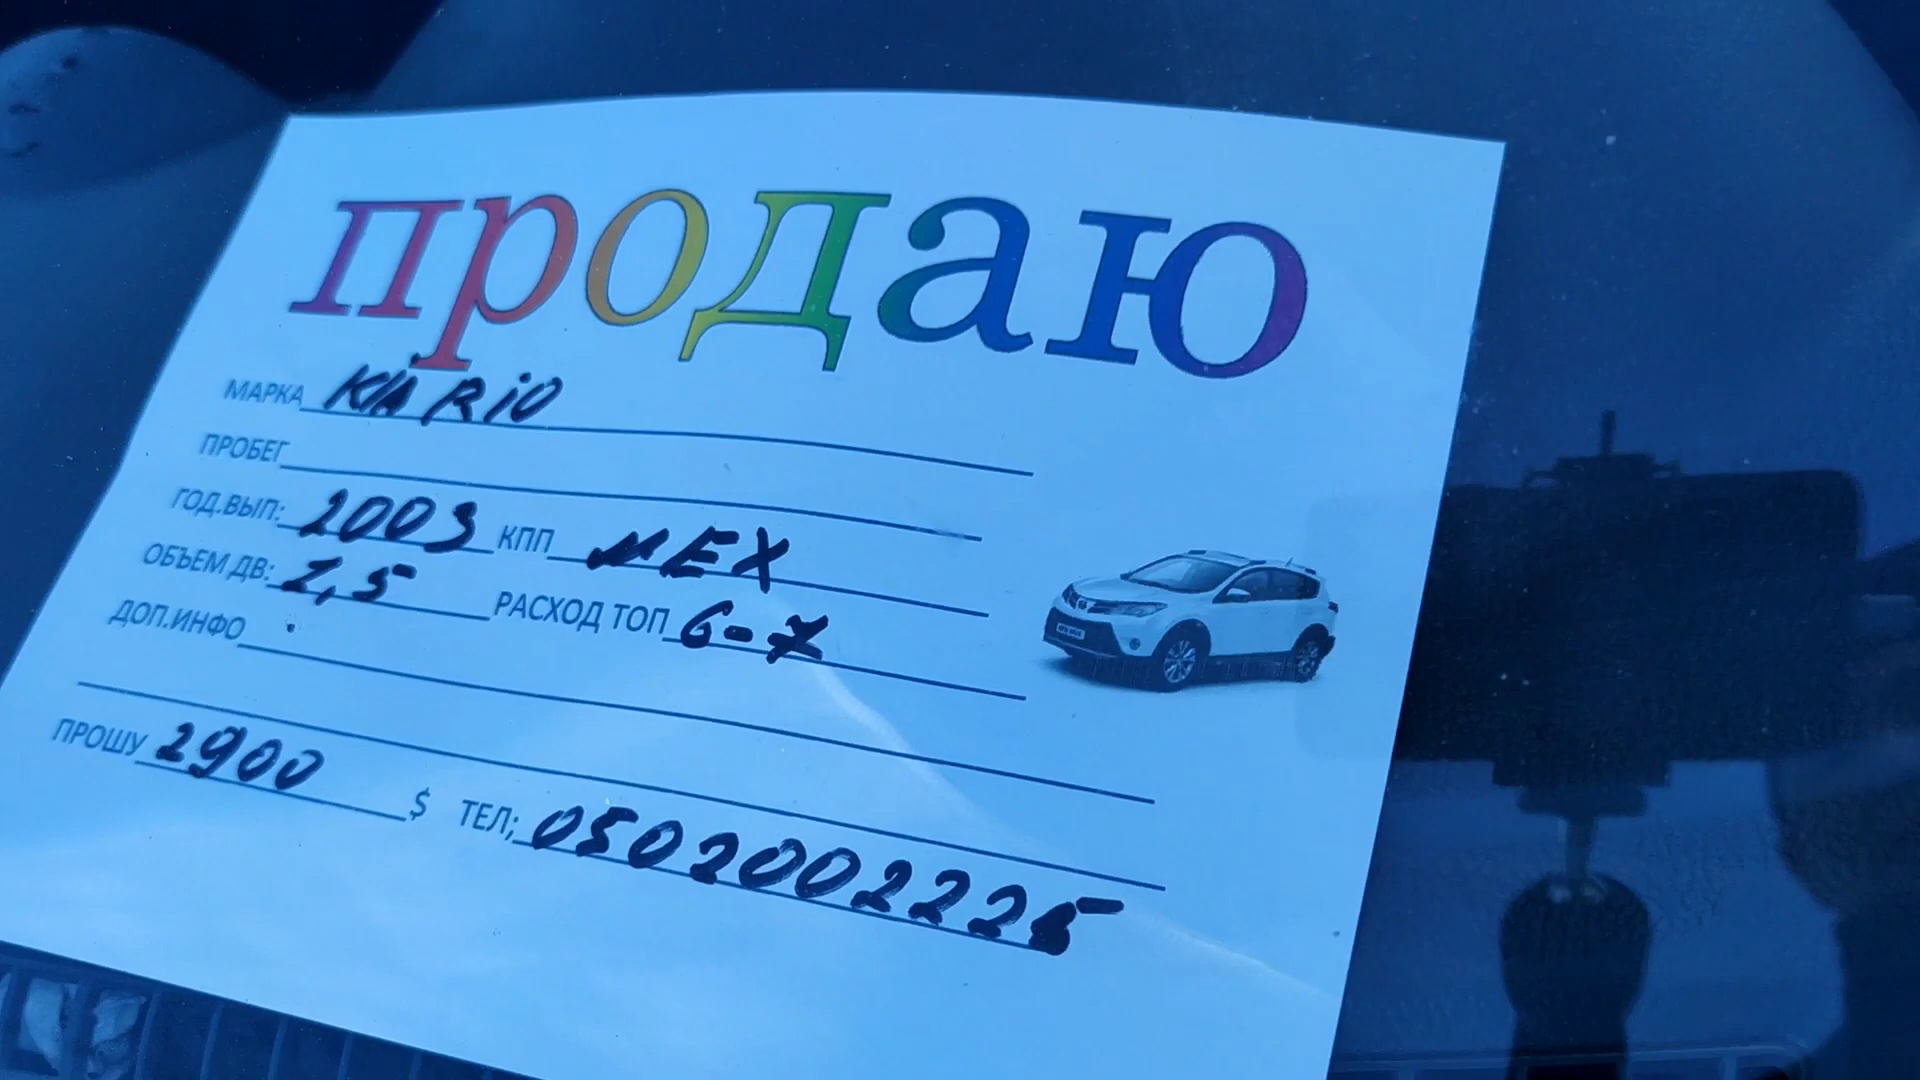 продаю
МАРКА KIA RiO
ПРОБЕГ
ГОД.ВЫП: 2003 КПП МЕХ
ОБЪЕМ ДВ: 1,5 РАСХОД ТОП 6-7
ДОП.ИНФО
ПРОШУ 2900 $ ТЕЛ; 0502002225